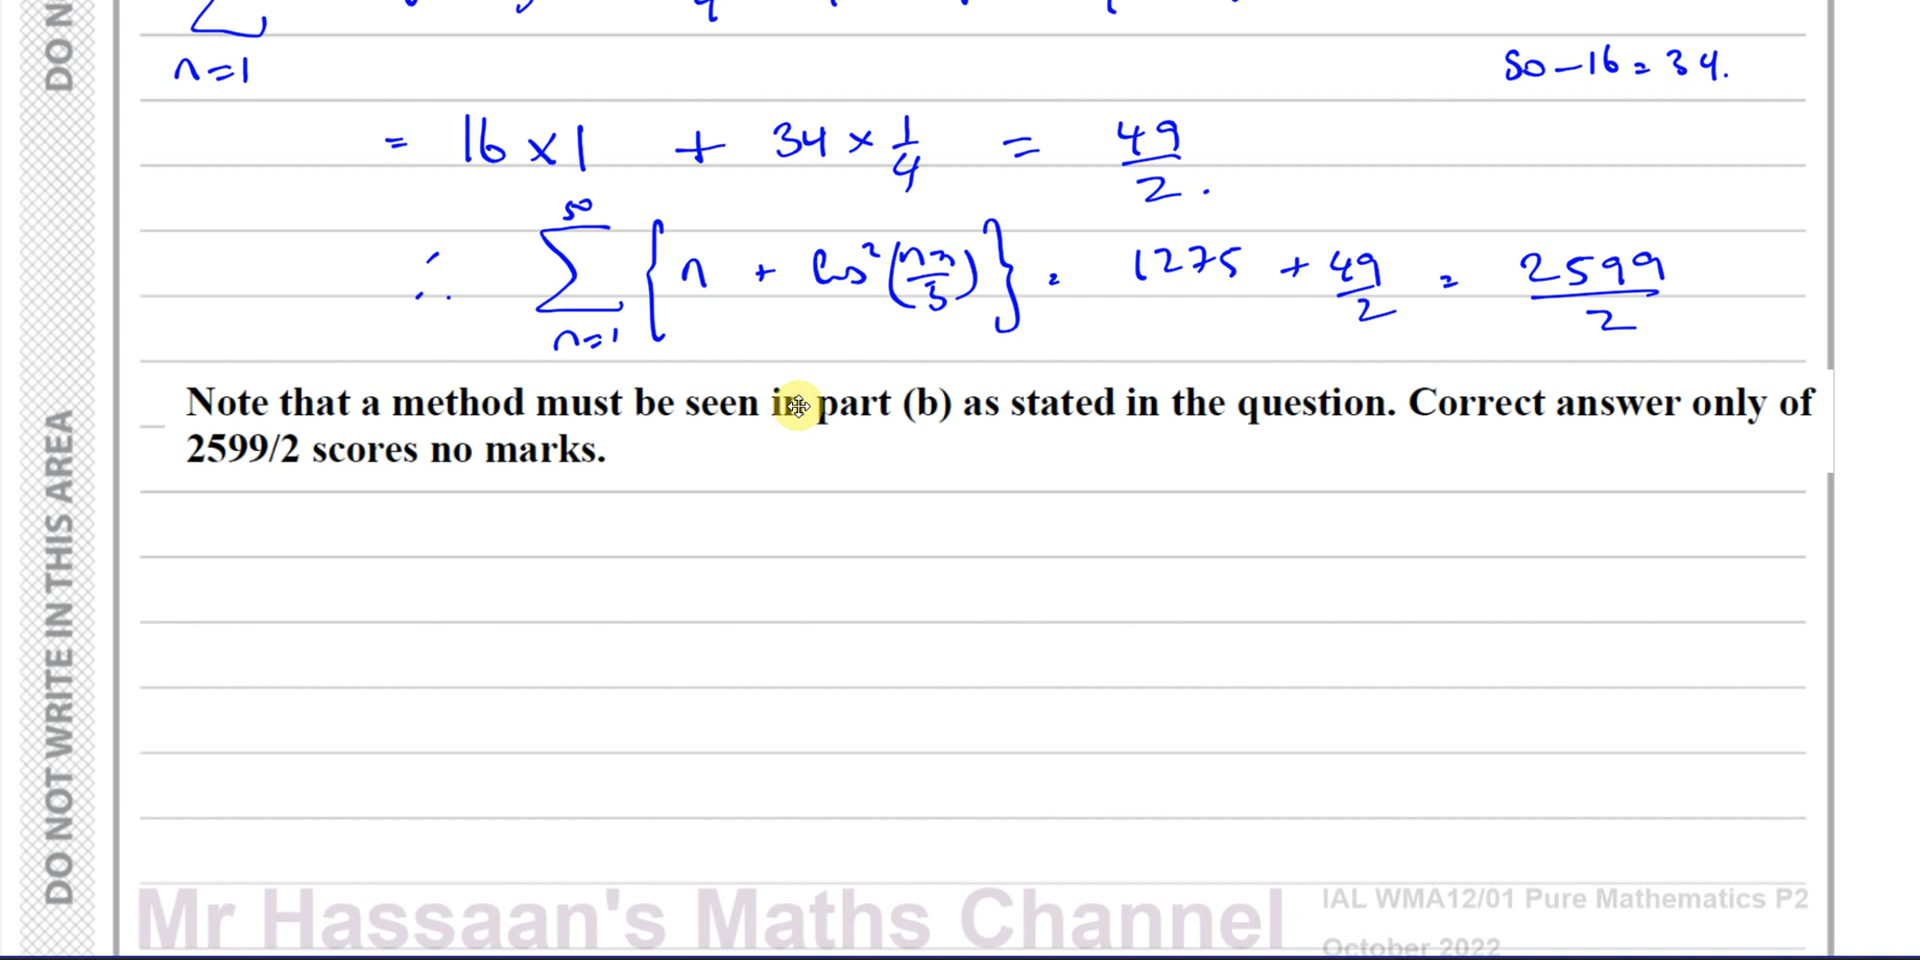 n=1
50-16=34.
= 16×1 + 34×1/4 = 49/2.
∴ 50∑n=1 {n + Cos²(nπ/3)} = 1275 + 49/2 = 2599/2
Note that a method must be seen in part (b) as stated in the question. Correct answer only of
2599/2 scores no marks.
DO NOT WRITE IN THIS AREA
DO NO
Mr Hassaan's Maths Channel
IAL WMA12/01 Pure Mathematics P2
October 2022